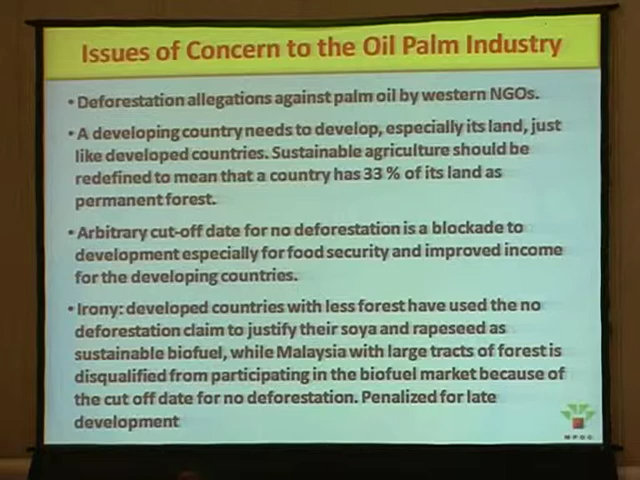 Issues of Concern to the Oil Palm Industry
• Deforestation allegations against palm oil by western NGOs.
• A developing country needs to develop, especially its land, just
like developed countries. Sustainable agriculture should be
redefined to mean that a country has 33 % of its land as
permanent forest.
• Arbitrary cut-off date for no deforestation is a blockade to
development especially for food security and improved income
for the developing countries.
• Irony: developed countries with less forest have used the no
deforestation claim to justify their soya and rapeseed as
sustainable biofuel, while Malaysia with large tracts of forest is
disqualified from participating in the biofuel market because of
the cut off date for no deforestation. Penalized for late
development
MPOC